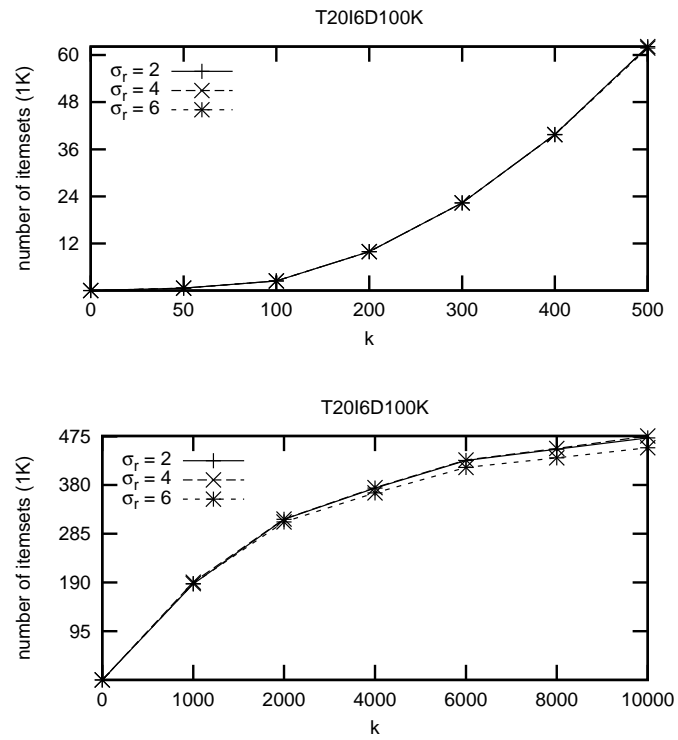 T20I6D100K
number of itemsets (1K)
60
48
36
24
12
σr = 2
σr = 4
σr = 6
0 50 100 200 300 400 500
k
T20I6D100K
number of itemsets (1K)
475
380
285
190
95
σr = 2
σr = 4
σr = 6
0 1000 2000 4000 6000 8000 10000
k